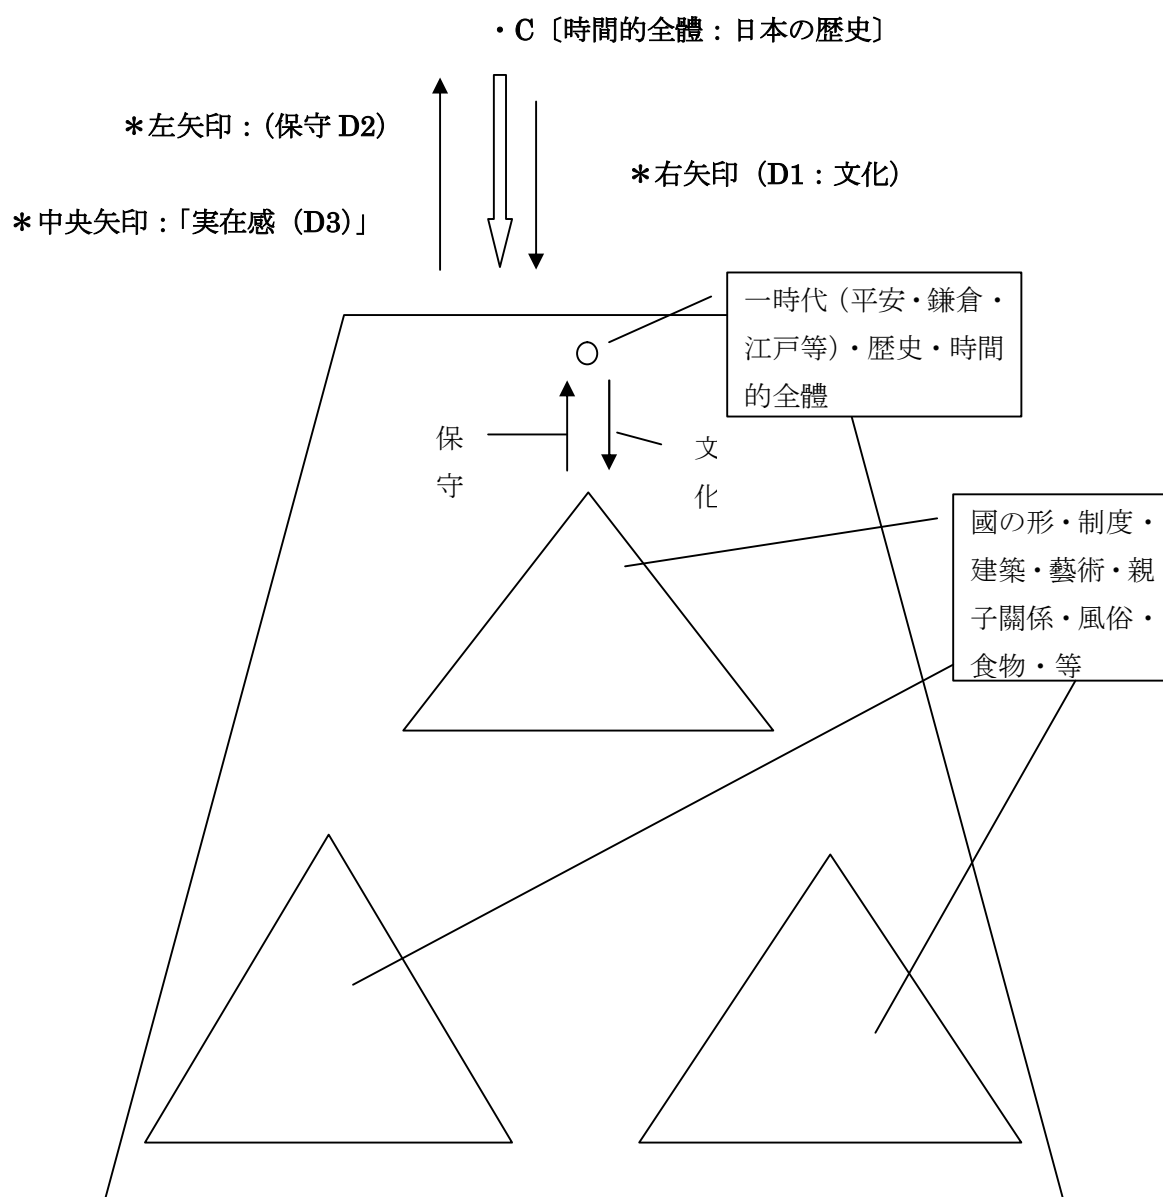 ・C〔時間的全體：日本の歴史〕
＊左矢印：（保守 D2）
＊右矢印（D1：文化）
＊中央矢印：「実在感（D3）」
一時代（平安・鎌倉・
江戸等）・歴史・時間
的全體
保
守
文
化
國の形・制度・
建築・藝術・親
子關係・風俗・
食物・等